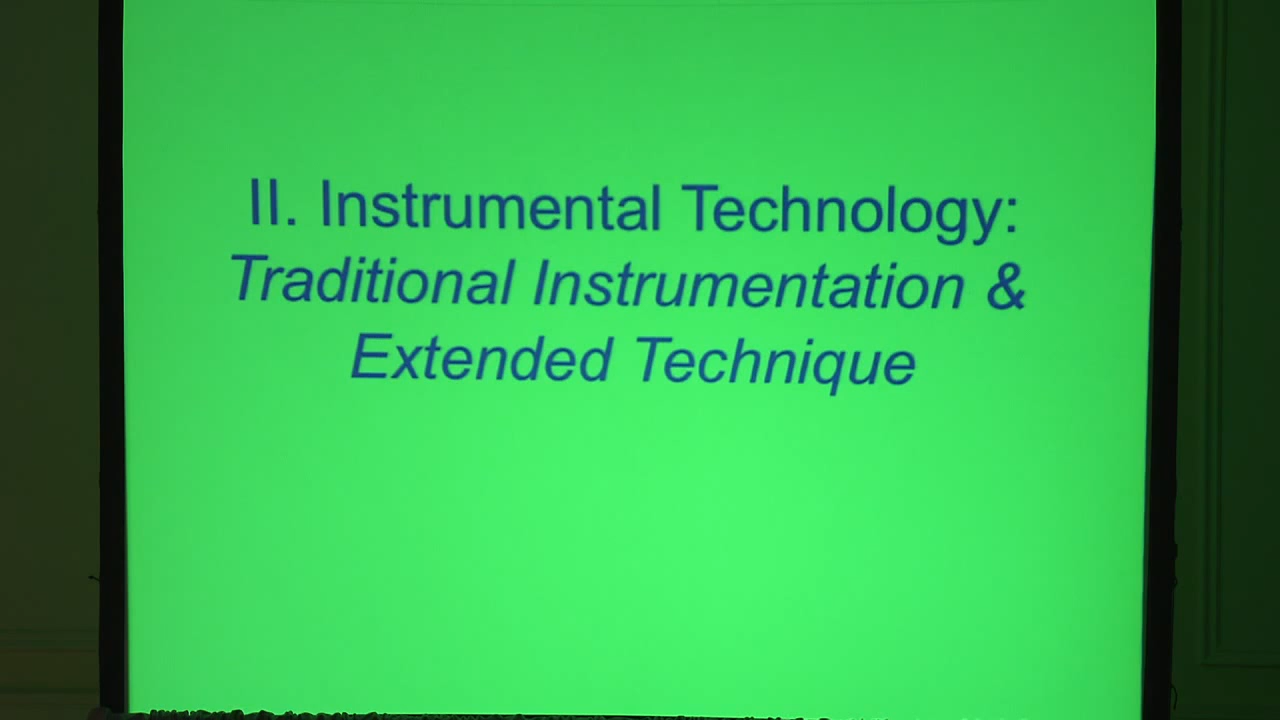 II. Instrumental Technology:
Traditional Instrumentation &
Extended Technique